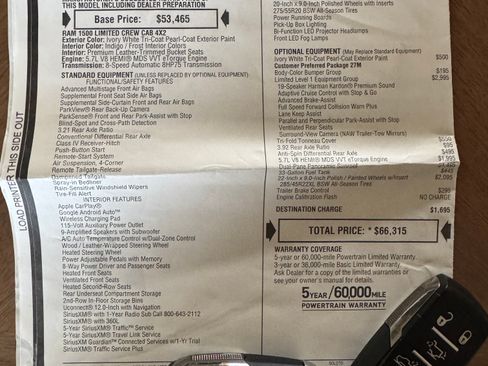 THIS MODEL INCLUDING DEALER PREPARATION
Base Price: $53,465
RAM 1500 LIMITED CREW CAB 4X2
Exterior Color: Ivory White Tri-Coat Pearl-Coat Exterior Paint
Interior Color: Indigo / Frost Interior Colors
Interior: Premium Leather-Trimmed Bucket Seats
Engine: 5.7L V8 HEMI® MDS VVT eTorque Engine
Transmission: 8-Speed Automatic 8HP75 Transmission
STANDARD EQUIPMENT (UNLESS REPLACED BY OPTIONAL EQUIPMENT)
FUNCTIONAL/SAFETY FEATURES
Advanced Multistage Front Air Bags
Supplemental Front Seat Side Air Bags
Supplemental Side-Curtain Front and Rear Air Bags
ParkView® Rear Back-Up Camera
ParkSense® Front and Rear Park-Assist with Stop
Blind-Spot and Cross-Path Detection
3.21 Rear Axle Ratio
Conventional Differential Rear Axle
Class IV Receiver-Hitch
Push-Button Start
Remote-Start System
Air Suspension, 4-Corner
Remote Tailgate-Release
Dampened Tailgate
Spray-in Bedliner
Rain-Sensitive Windshield Wipers
Tire-Fill Alert
INTERIOR FEATURES
Apple CarPlay®
Google Android Auto™
Wireless Charging Pad
115-Volt Auxiliary Power Outlet
9-Amplified Speakers with Subwoofer
A/C Auto Temperature Control w/Dual-Zone Control
Wood / Leather-Wrapped Steering Wheel
Heated Steering Wheel
Power Adjustable Pedals with Memory
8-Way Power Driver and Passenger Seats
Heated Front Seats
Ventilated Front Seats
Heated Second-Row Seats
Rear Underseat Compartment Storage
2nd-Row In-Floor Storage Bins
Uconnect® 12.0-Inch with Navigation
SiriusXM® with 1-Year Radio Sub Call 800-643-2112
SiriusXM® with 360L
5-Year SiriusXM® Traffic™ Service
5-Year SiriusXM® Travel Link Service
SiriusXM Guardian™ Connected Services w/1-Yr Trial
SiriusXM® Traffic Service Plus
LOAD PRINTER THIS SIDE OUT
20-Inch x 9.0-Inch Polished Wheels with Inserts
275/55R20 BSW All-Season Tires
Power Running Boards
Pick-Up Box Lighting
Bi-Function LED Projector Headlamps
Front LED Fog Lamps
OPTIONAL EQUIPMENT (May Replace Standard Equipment)
Ivory White Tri-Coat Pearl-Coat Exterior Paint $500
Customer Preferred Package 27M
Body-Color Bumper Group $195
Limited Level 1 Equipment Group $2,995
19-Speaker Harman Kardon® Premium Sound
Adaptive Cruise Control with Stop & Go
Advanced Brake-Assist
Full Speed Forward Collision Warn Plus
Lane Keep Assist
Parallel and Perpendicular Park-Assist with Stop
Ventilated Rear Seats
Surround-View Camera (NAW Trailer-Tow Mirrors)
Tri-Fold Tonneau Cover $550
3.92 Rear Axle Ratio $95
Anti-Spin Differential Rear Axle $495
5.7L V8 HEMI® MDS VVT eTorque Engine $1,995
Dual-Pane Panoramic Sunroof
33-Gallon Fuel Tank $445
22-Inch x 9.0-Inch Polish / Painted Wheels w/Insert $2,095
285/45R22XL BSW All-Season Tires
Trailer Brake Control $295
Engine Calibration Flash NO CHARGE
DESTINATION CHARGE $1,695
TOTAL PRICE: * $66,315
WARRANTY COVERAGE
5-year or 60,000-mile Powertrain Limited Warranty.
3-year or 36,000-mile Basic Limited Warranty.
Ask Dealer for a copy of the limited warranties or
see your owner's manual for details.
5 YEAR/60,000 MILE
POWERTRAIN WARRANTY